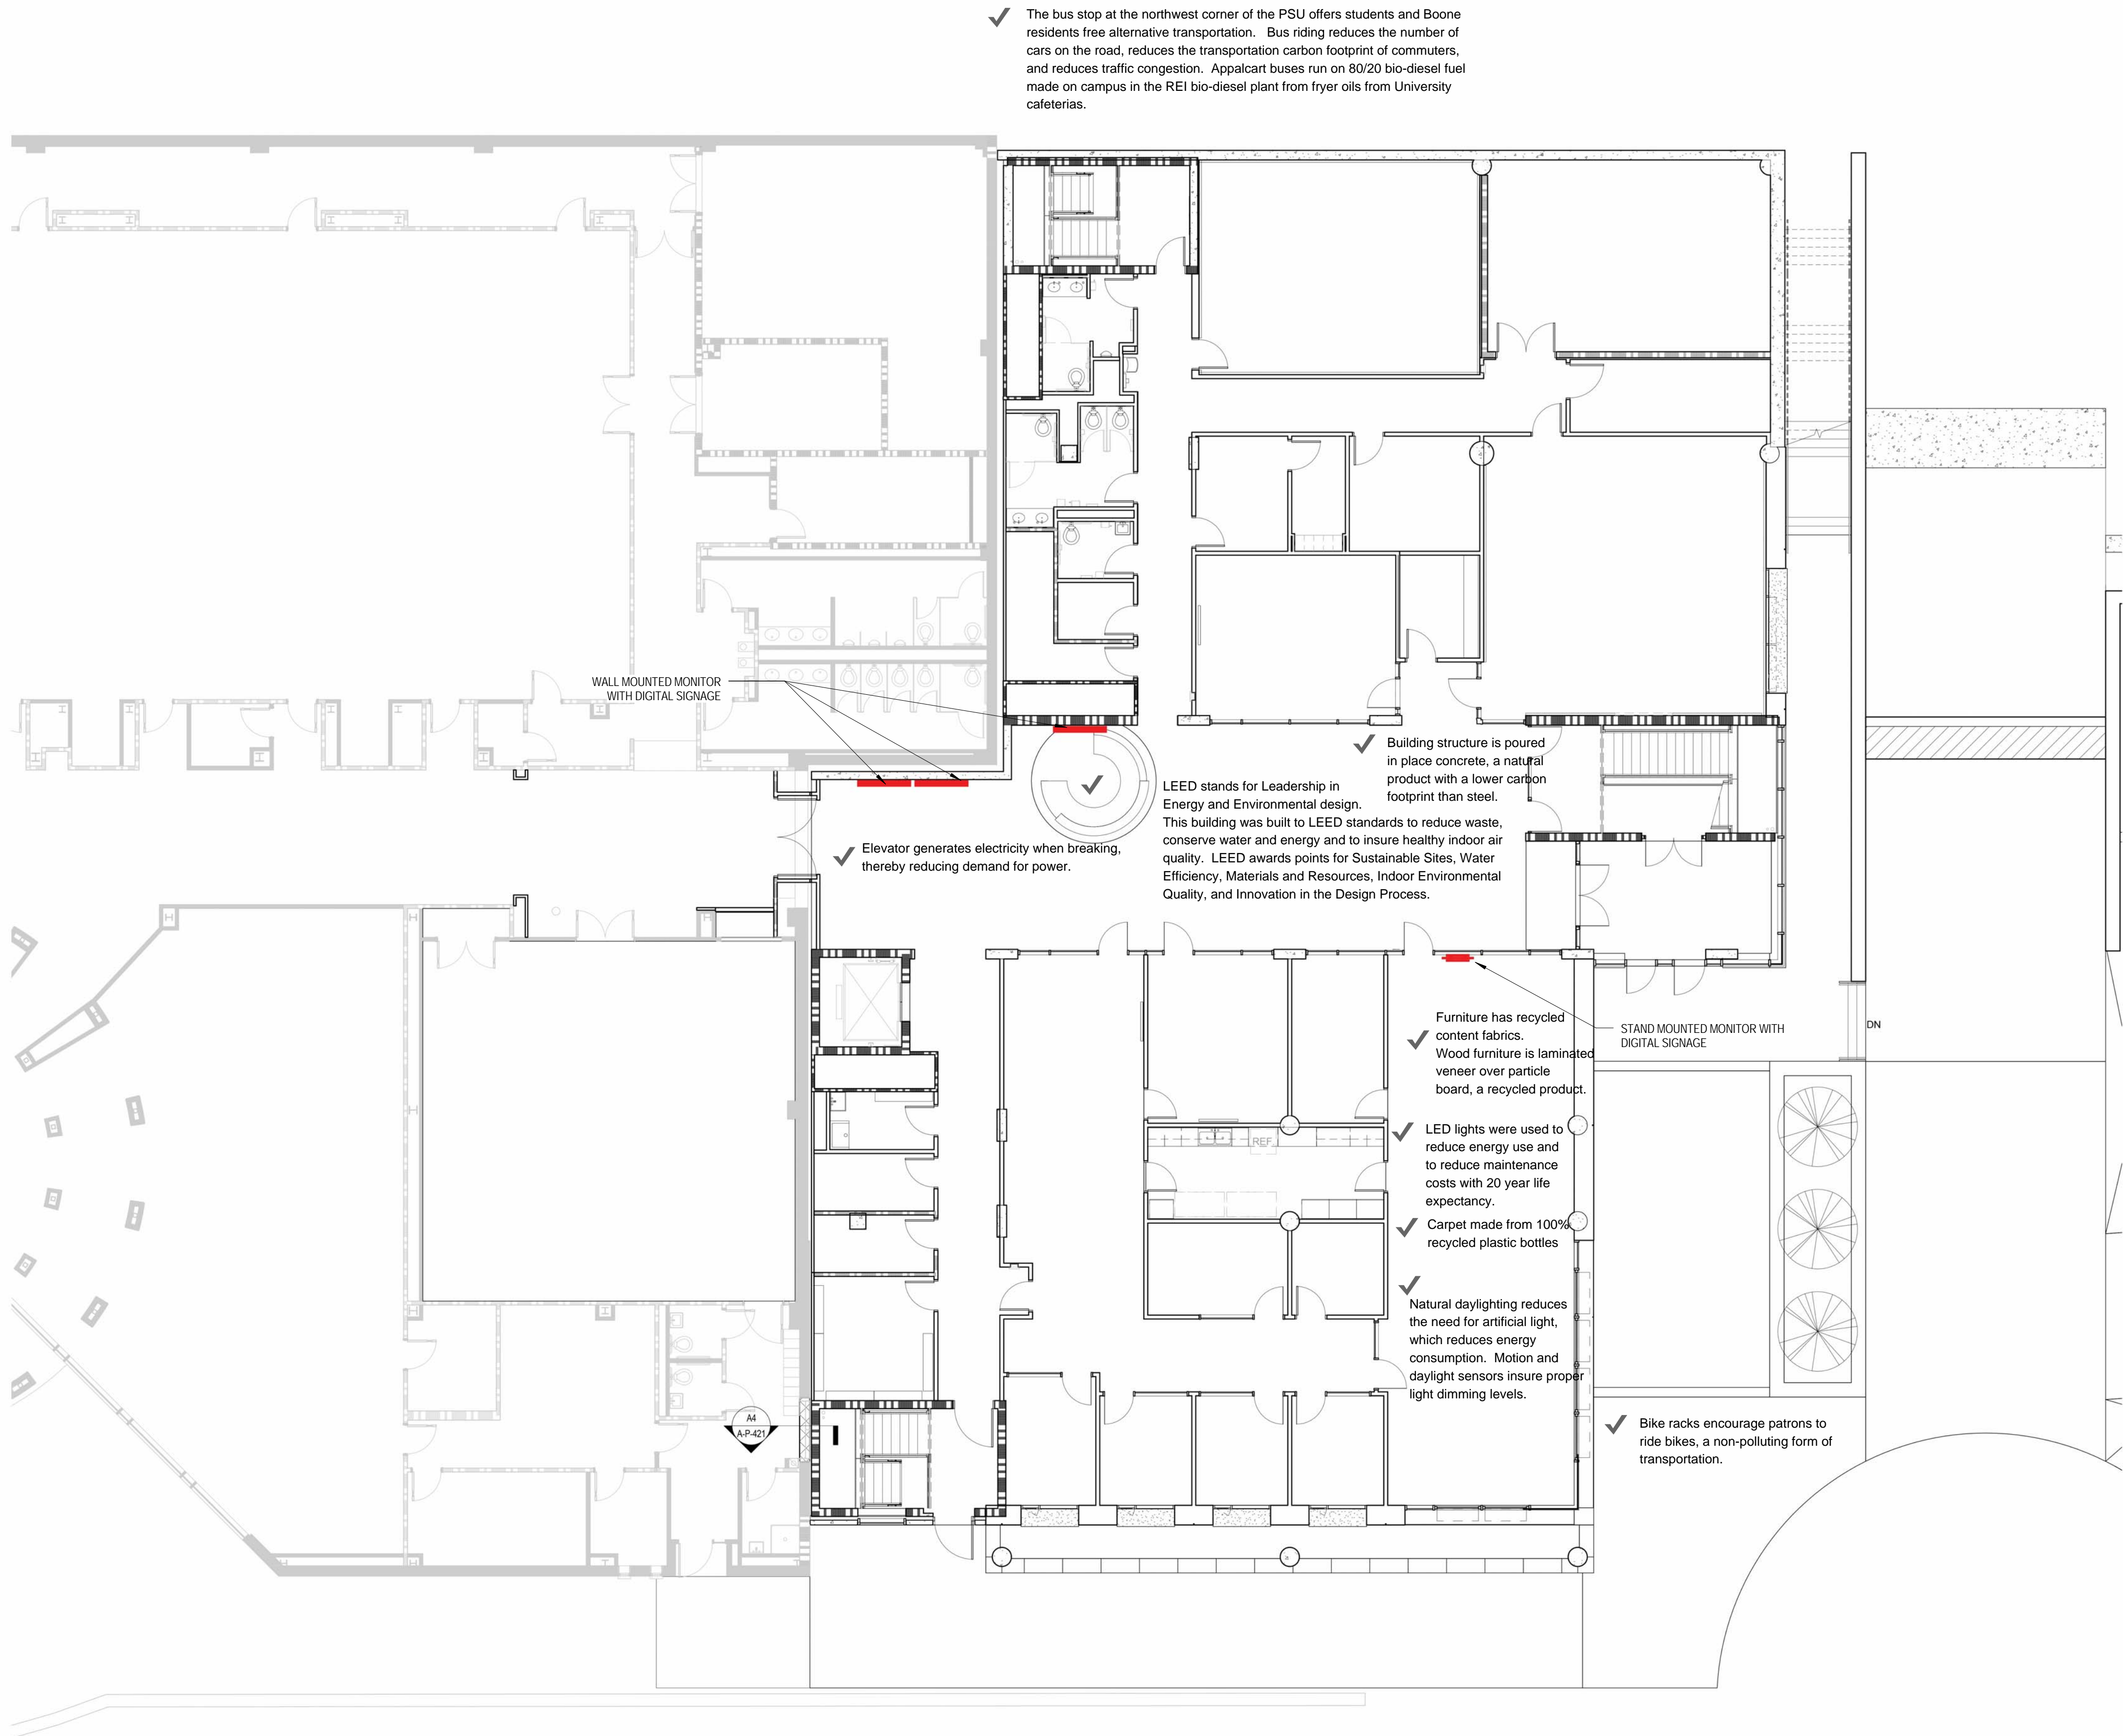 The bus stop at the northwest corner of the PSU offers students and Boone
residents free alternative transportation. Bus riding reduces the number of
cars on the road, reduces the transportation carbon footprint of commuters,
and reduces traffic congestion. Appalcart buses run on 80/20 bio-diesel fuel
made on campus in the REI bio-diesel plant from fryer oils from University
cafeterias.
WALL MOUNTED MONITOR
WITH DIGITAL SIGNAGE
Building structure is poured
in place concrete, a natural
product with a lower carbon
footprint than steel.
LEED stands for Leadership in
Energy and Environmental design.
This building was built to LEED standards to reduce waste,
conserve water and energy and to insure healthy indoor air
quality. LEED awards points for Sustainable Sites, Water
Efficiency, Materials and Resources, Indoor Environmental
Quality, and Innovation in the Design Process.
Elevator generates electricity when breaking,
thereby reducing demand for power.
Furniture has recycled
content fabrics.
Wood furniture is laminated
veneer over particle
board, a recycled product.
STAND MOUNTED MONITOR WITH
DIGITAL SIGNAGE
DN
REF
LED lights were used to
reduce energy use and
to reduce maintenance
costs with 20 year life
expectancy.
Carpet made from 100%
recycled plastic bottles
Natural daylighting reduces
the need for artificial light,
which reduces energy
consumption. Motion and
daylight sensors insure proper
light dimming levels.
A4
A-P-421
Bike racks encourage patrons to
ride bikes, a non-polluting form of
transportation.